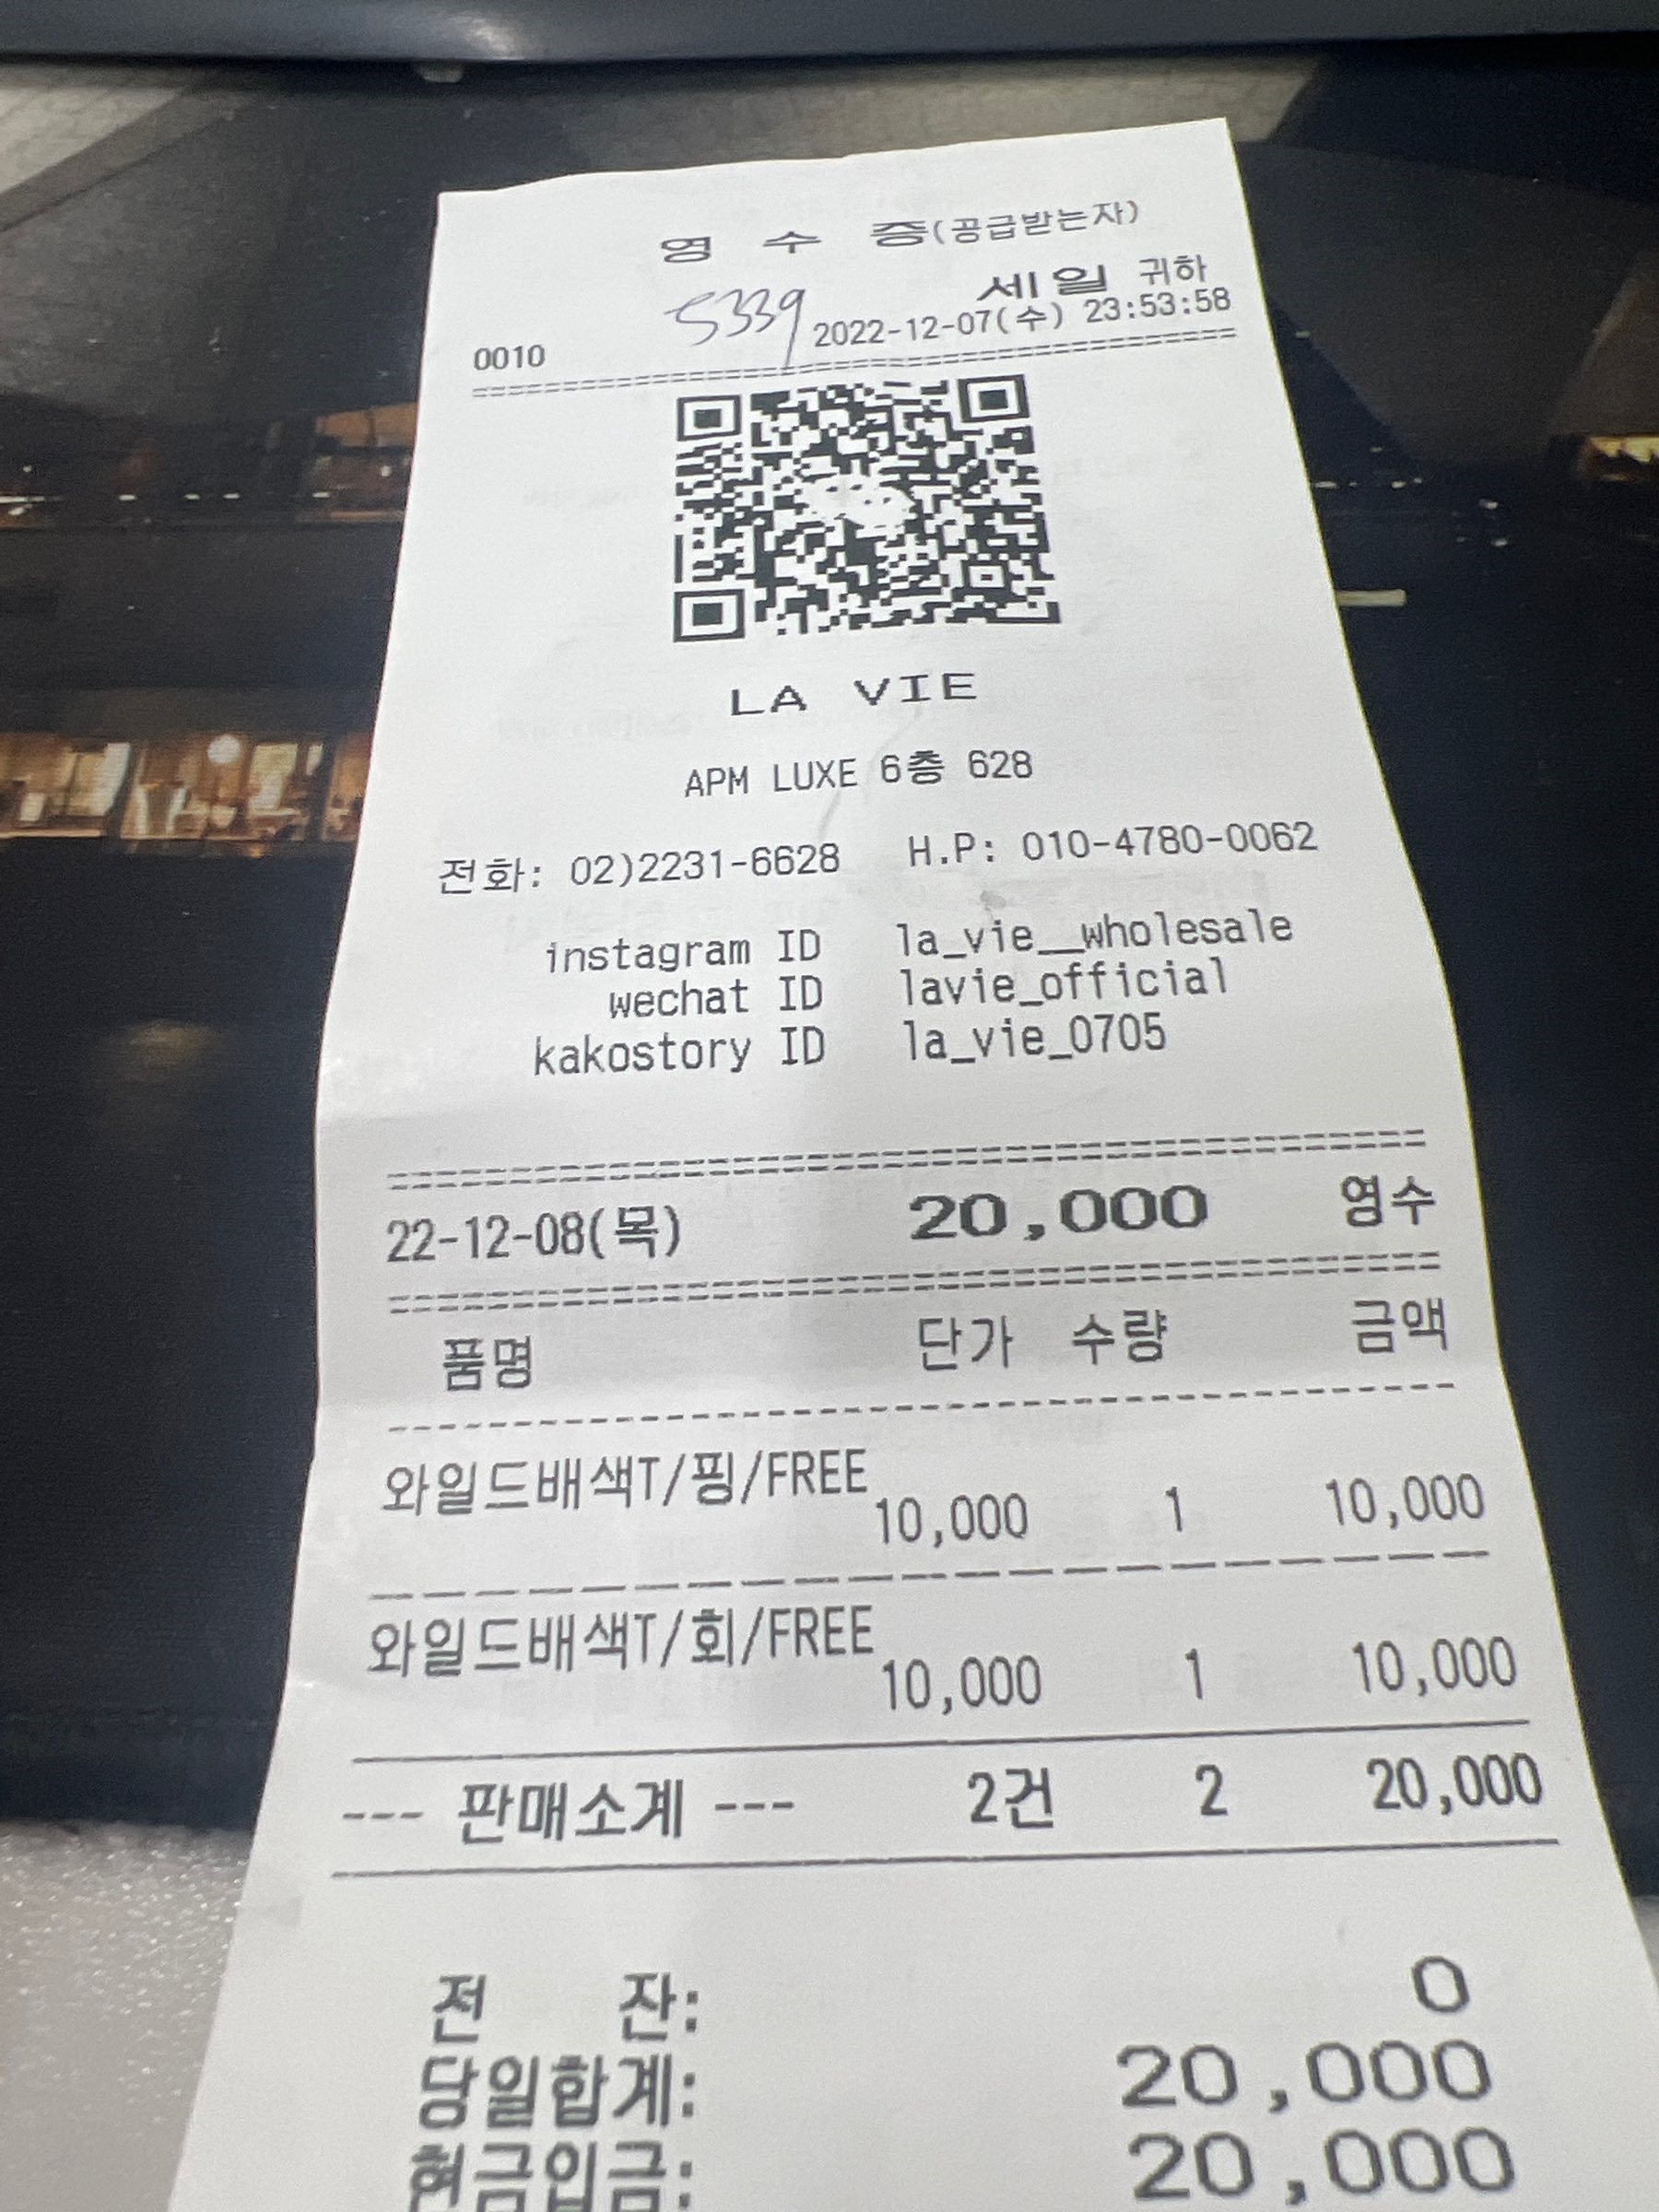 영 수 증(공급받는자)
세일 귀하
5339
0010 2022-12-07(수) 23:53:58
LA VIE
APM LUXE 6층 628
전화: 02)2231-6628 H.P: 010-4780-0062
instagram ID la_vie__wholesale
wechat ID lavie_official
kakostory ID la_vie_0705
22-12-08(목) 20,000 영수
품명 단가 수량 금액
와일드배색T/핑/FREE
10,000 1 10,000
와일드배색T/회/FREE
10,000 1 10,000
--- 판매소계 --- 2건 2 20,000
전 잔: 0
당일합계: 20,000
현금입금: 20,000